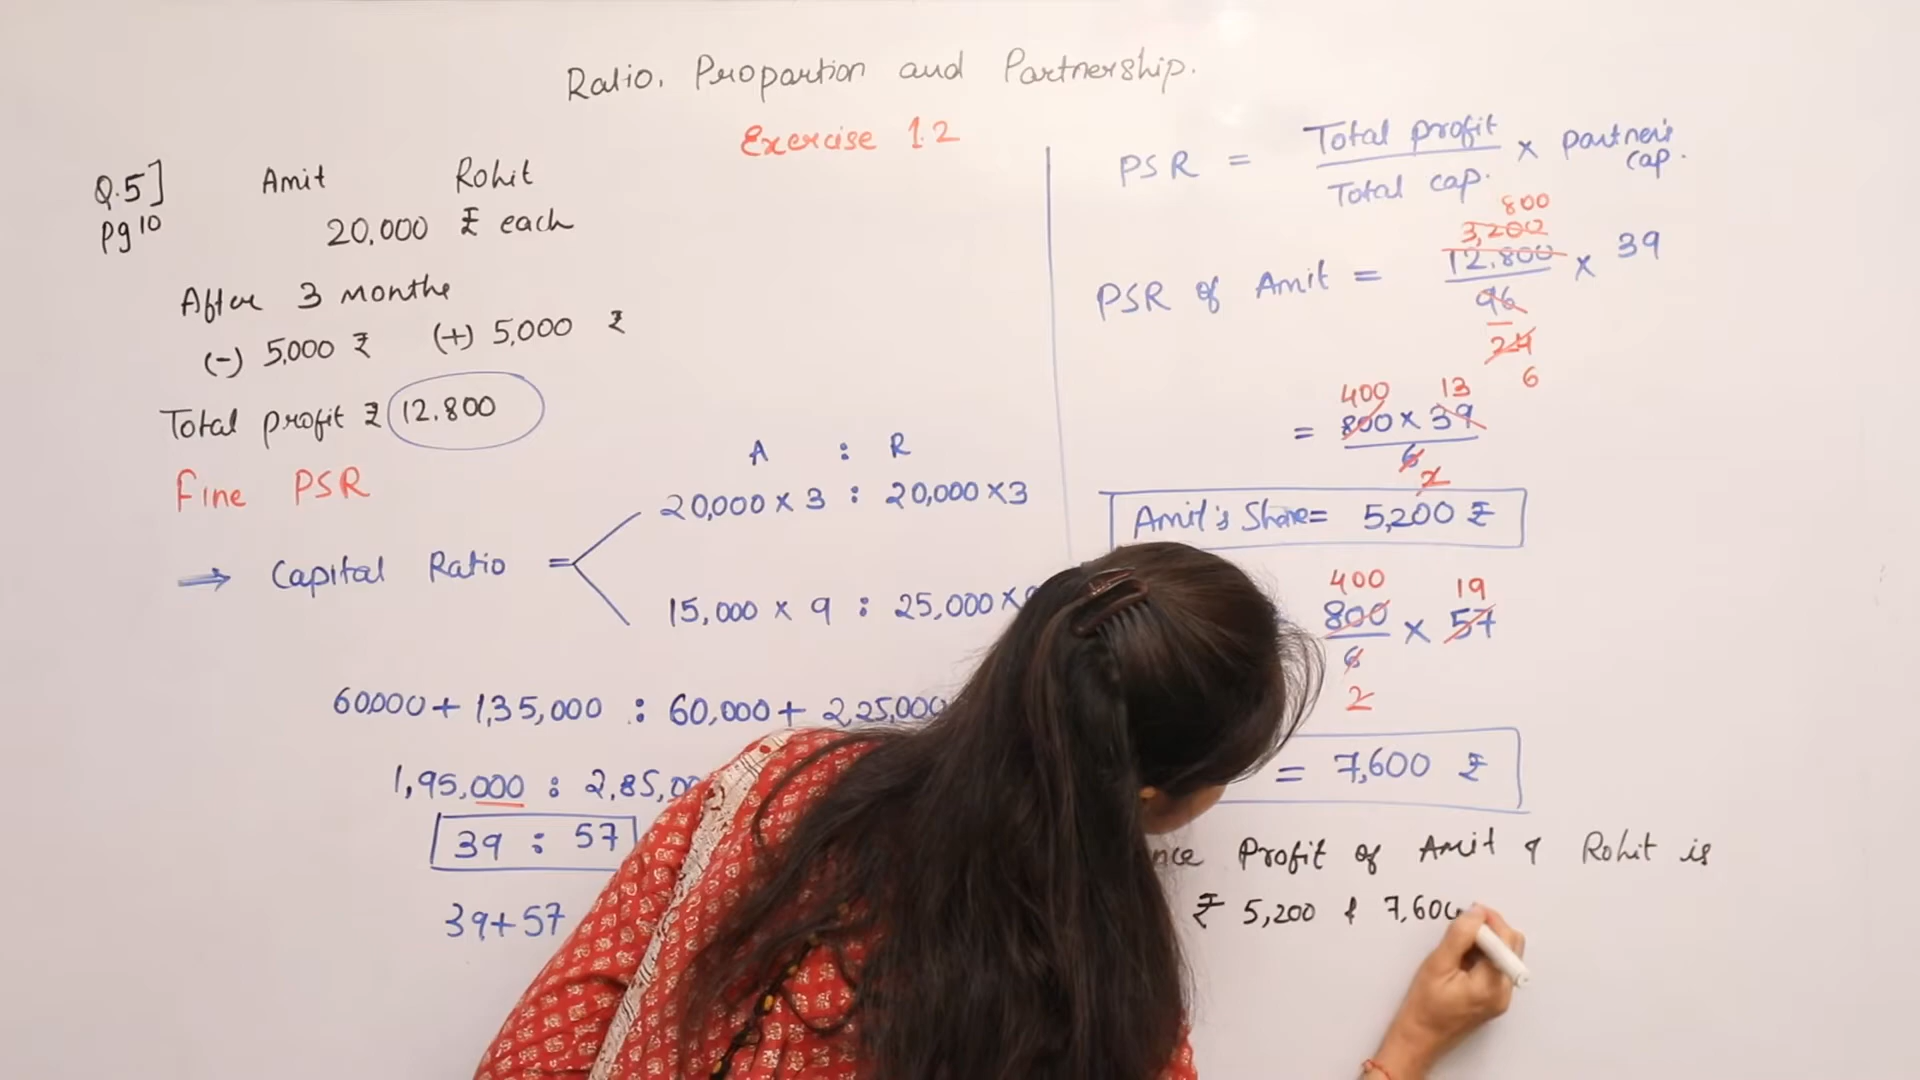 Ratio, Proportion and Partnership.
Exercise 1.2
Q.5] Amit Rohit
Pg 10 20,000 ₹ each
After 3 months
(-) 5,000 ₹ (+) 5,000 ₹
Total profit ₹ 12.800
Fine PSR
A : R
20,000 × 3 : 20,000 × 3
⇒ Capital Ratio =
15,000 × 9 : 25,000 ×
60,000 + 1,35,000 : 60,000 + 2,25,000
1,95,000 : 2,85,00
39 : 57
39+57
PSR = Total profit / Total cap. × Partner's cap.
800
3,200
PSR of Amit = 12.800 / 96 × 39
24
6
400 13
= 800 × 39 / 6
2
Amit's Share = 5,200 ₹
400 19
800 / 6 × 57
2
= 7,600 ₹
nce Profit of Amit & Rohit is
₹ 5,200 & 7,600